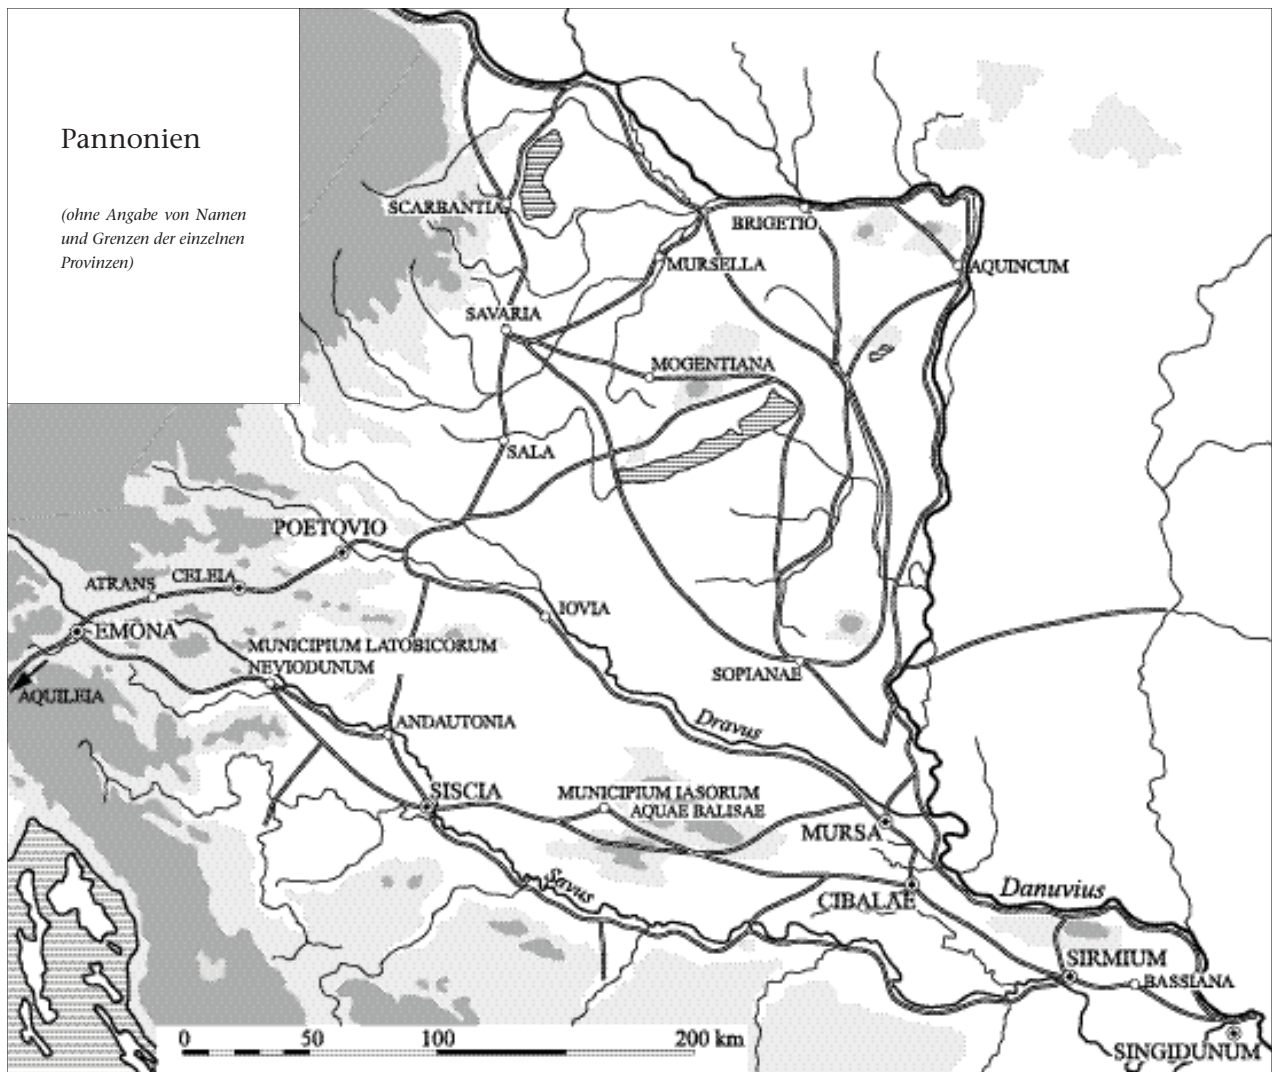 Pannonien
(ohne Angabe von Namen
und Grenzen der einzelnen
Provinzen)
SCARBANTIA
BRIGETIO
MURSELLA
AQUINCUM
SAVARIA
MOGENTIANA
SALA
POETOVIO
ATRANS
CELEIA
IOVIA
EMONA
MUNICIPIUM LATOBICORUM
NEVIODUNUM
SOPIANAE
AQUILEIA
ANDAUTONIA
Dravus
SISCIA
MUNICIPIUM IASORUM
AQUAE BALISAE
MURSA
Savus
CIBALAE
Danuvius
SIRMIUM
BASSIANA
0 50 100 200 km
SINGIDUNUM